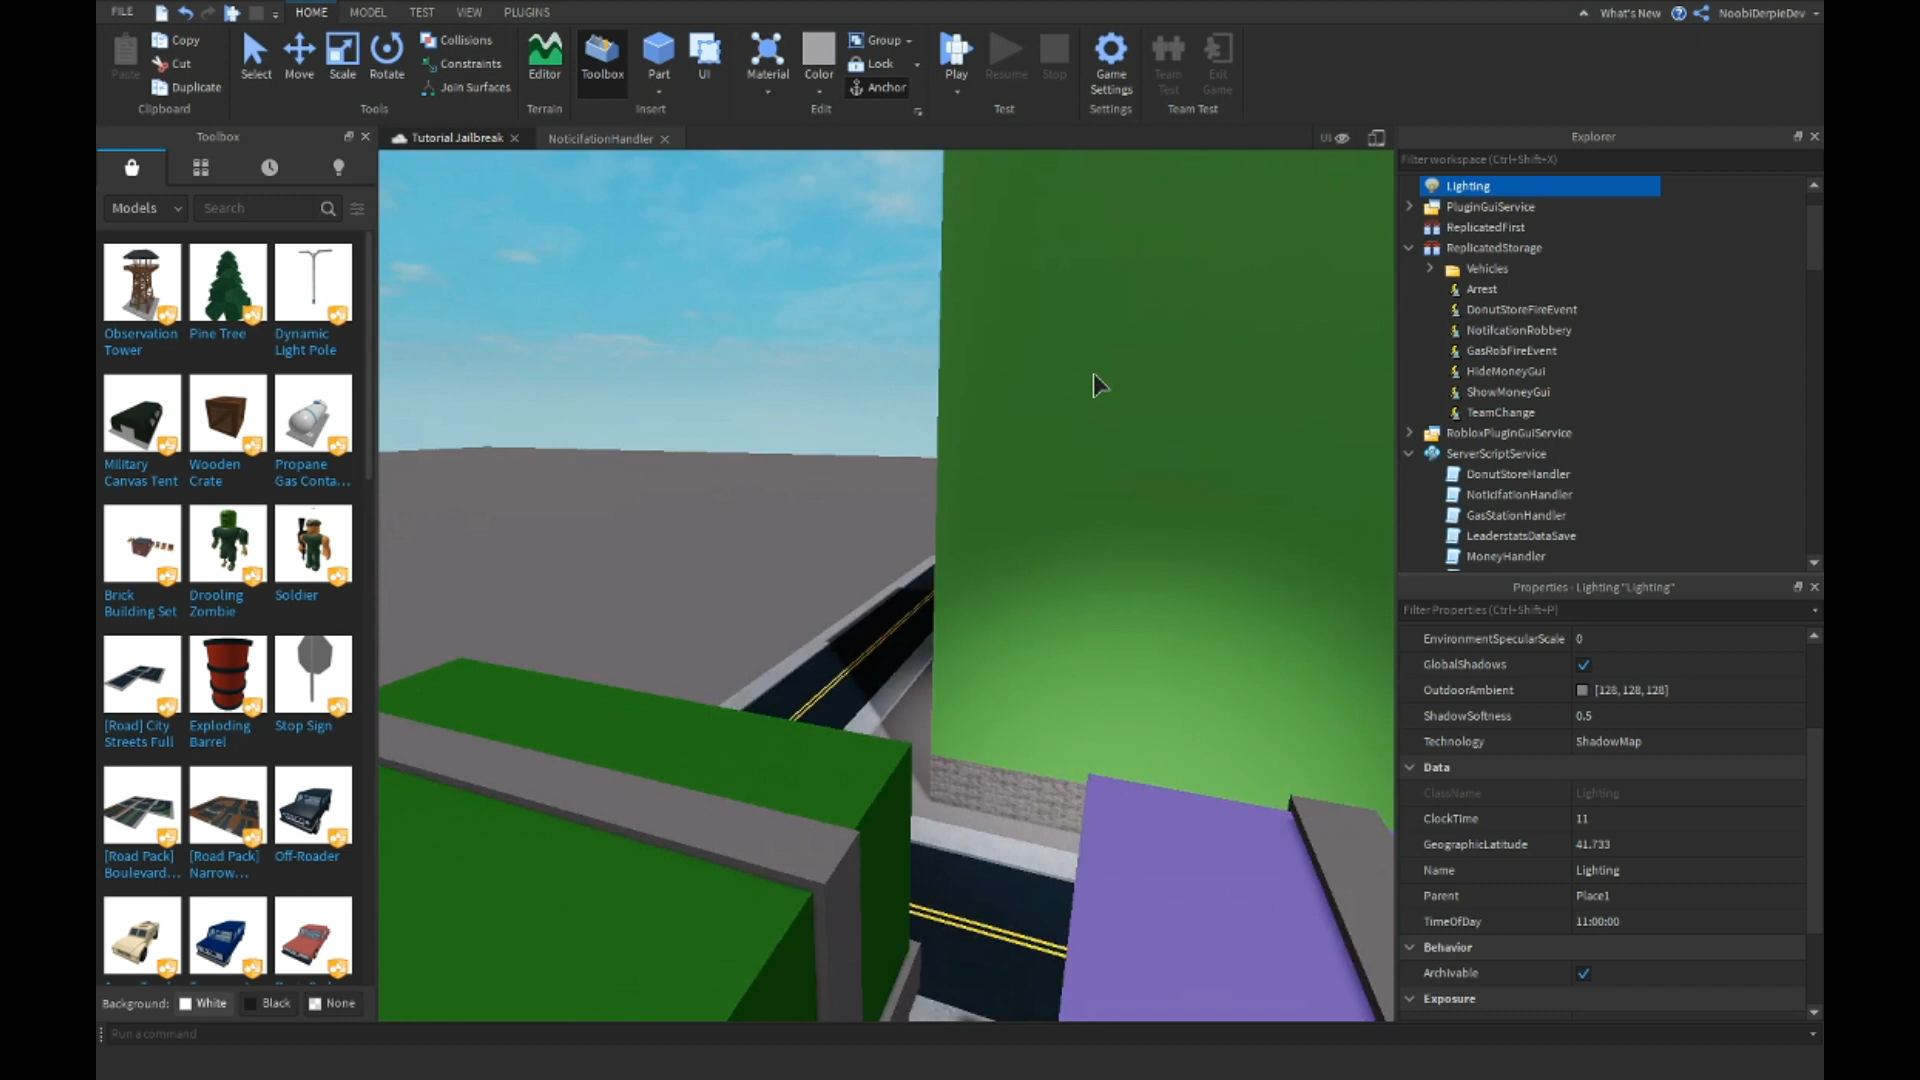 FILE HOME MODEL TEST VIEW PLUGINS What's New NoobiDerpieDev
Paste Copy Cut Duplicate Clipboard
Select Move Scale Rotate Collisions Constraints Join Surfaces Tools
Editor Terrain
Toolbox Part UI Insert
Material Color Group Lock Anchor Edit
Play Resume Stop Test
Game Settings Settings
Team Test Exit Game Team Test
Toolbox
Models Search
Observation Tower
Pine Tree
Dynamic Light Pole
Military Canvas Tent
Wooden Crate
Propane Gas Conta...
Brick Building Set
Drooling Zombie
Soldier
[Road] City Streets Full
Exploding Barrel
Stop Sign
[Road Pack] Boulevard...
[Road Pack] Narrow...
Off-Roader
Background: White Black None
Run a command
Tutorial Jailbreak NoticifationHandler UI
Explorer
Filter workspace (Ctrl+Shift+X)
Lighting
PluginGuiService
ReplicatedFirst
ReplicatedStorage
Vehicles
Arrest
DonutStoreFireEvent
NotifcationRobbery
GasRobFireEvent
HideMoneyGui
ShowMoneyGui
TeamChange
RobloxPluginGuiService
ServerScriptService
DonutStoreHandler
NoticifationHandler
GasStationHandler
LeaderstatsDataSave
MoneyHandler
Properties - Lighting "Lighting"
Filter Properties (Ctrl+Shift+P)
EnvironmentSpecularScale 0
GlobalShadows
OutdoorAmbient [128, 128, 128]
ShadowSoftness 0.5
Technology ShadowMap
Data
ClassName Lighting
ClockTime 11
GeographicLatitude 41.733
Name Lighting
Parent Place1
TimeOfDay 11:00:00
Behavior
Archivable
Exposure